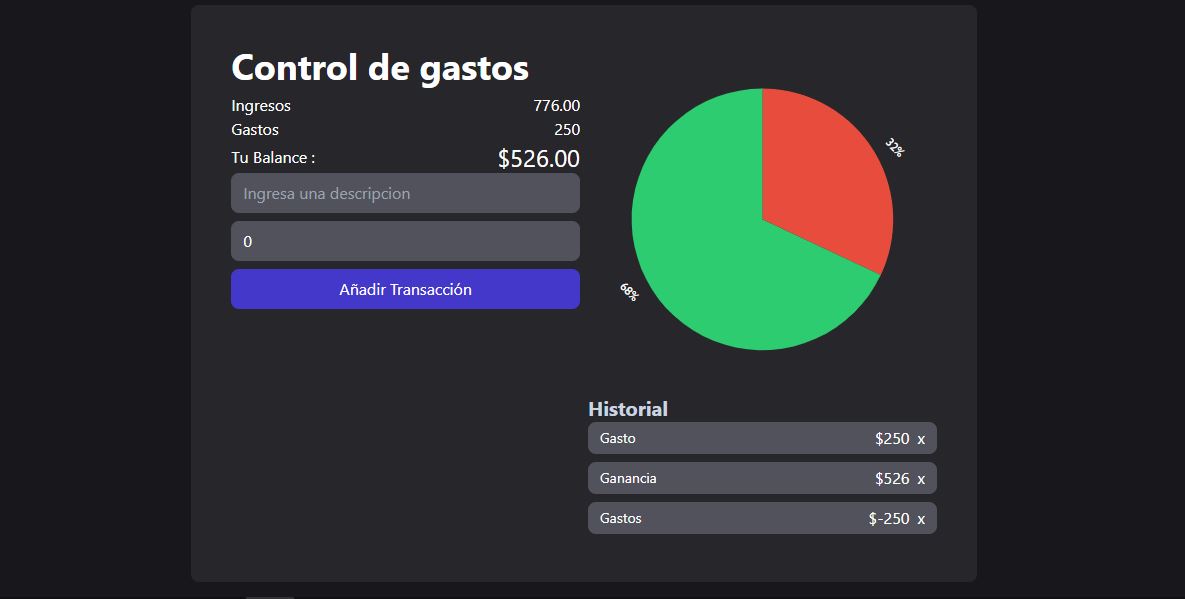 Control de gastos
Ingresos 776.00
Gastos 250
Tu Balance : $526.00
Ingresa una descripcion
0
Añadir Transacción
32%
68%
Historial
Gasto $250 x
Ganancia $526 x
Gastos $-250 x